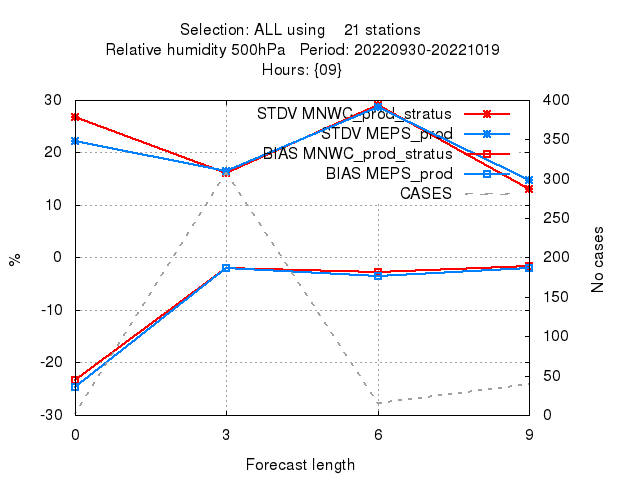 Selection: ALL using 21 stations
Relative humidity 500hPa Period: 20220930-20221019
Hours: {09}
30 400
STDV MNWC_prod_stratus
STDV MEPS_prod 350
20 BIAS MNWC_prod_stratus
BIAS MEPS_prod 300
CASES
10 250
0 200
% No cases
150
-10
100
-20
50
-30 0
0 3 6 9
Forecast length